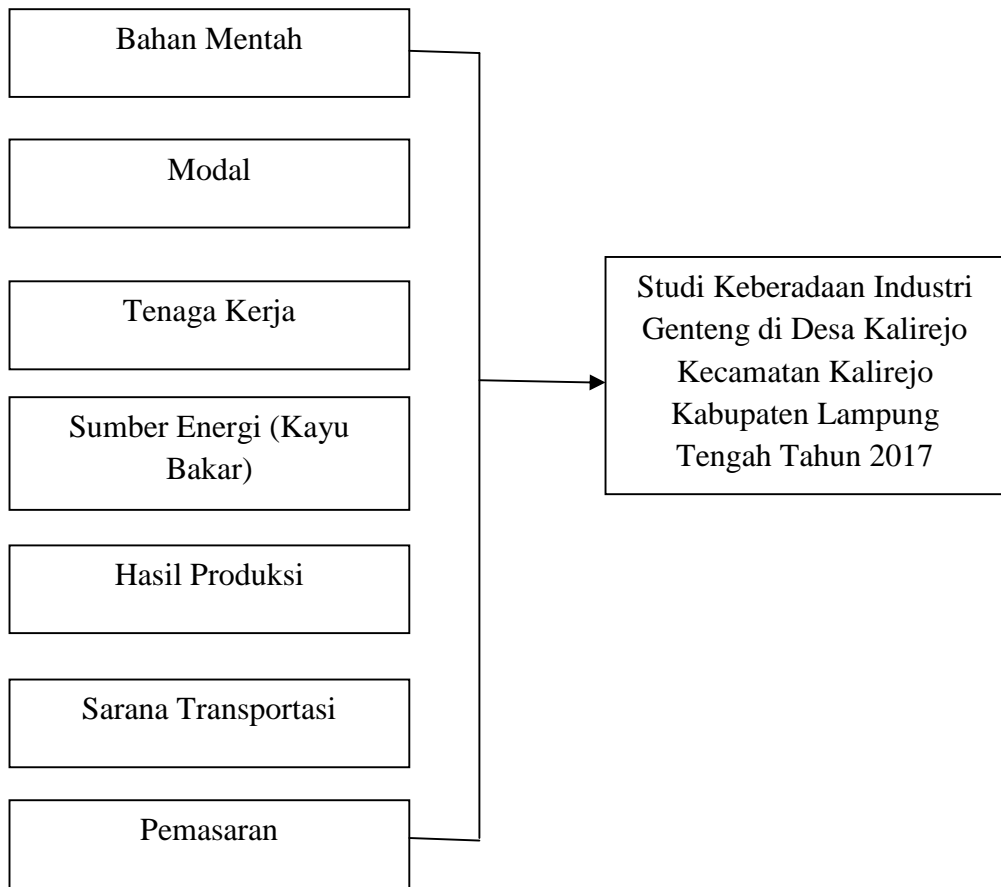 Bahan Mentah
Modal
Tenaga Kerja
Sumber Energi (Kayu
Bakar)
Hasil Produksi
Sarana Transportasi
Pemasaran
Studi Keberadaan Industri
Genteng di Desa Kalirejo
Kecamatan Kalirejo
Kabupaten Lampung
Tengah Tahun 2017